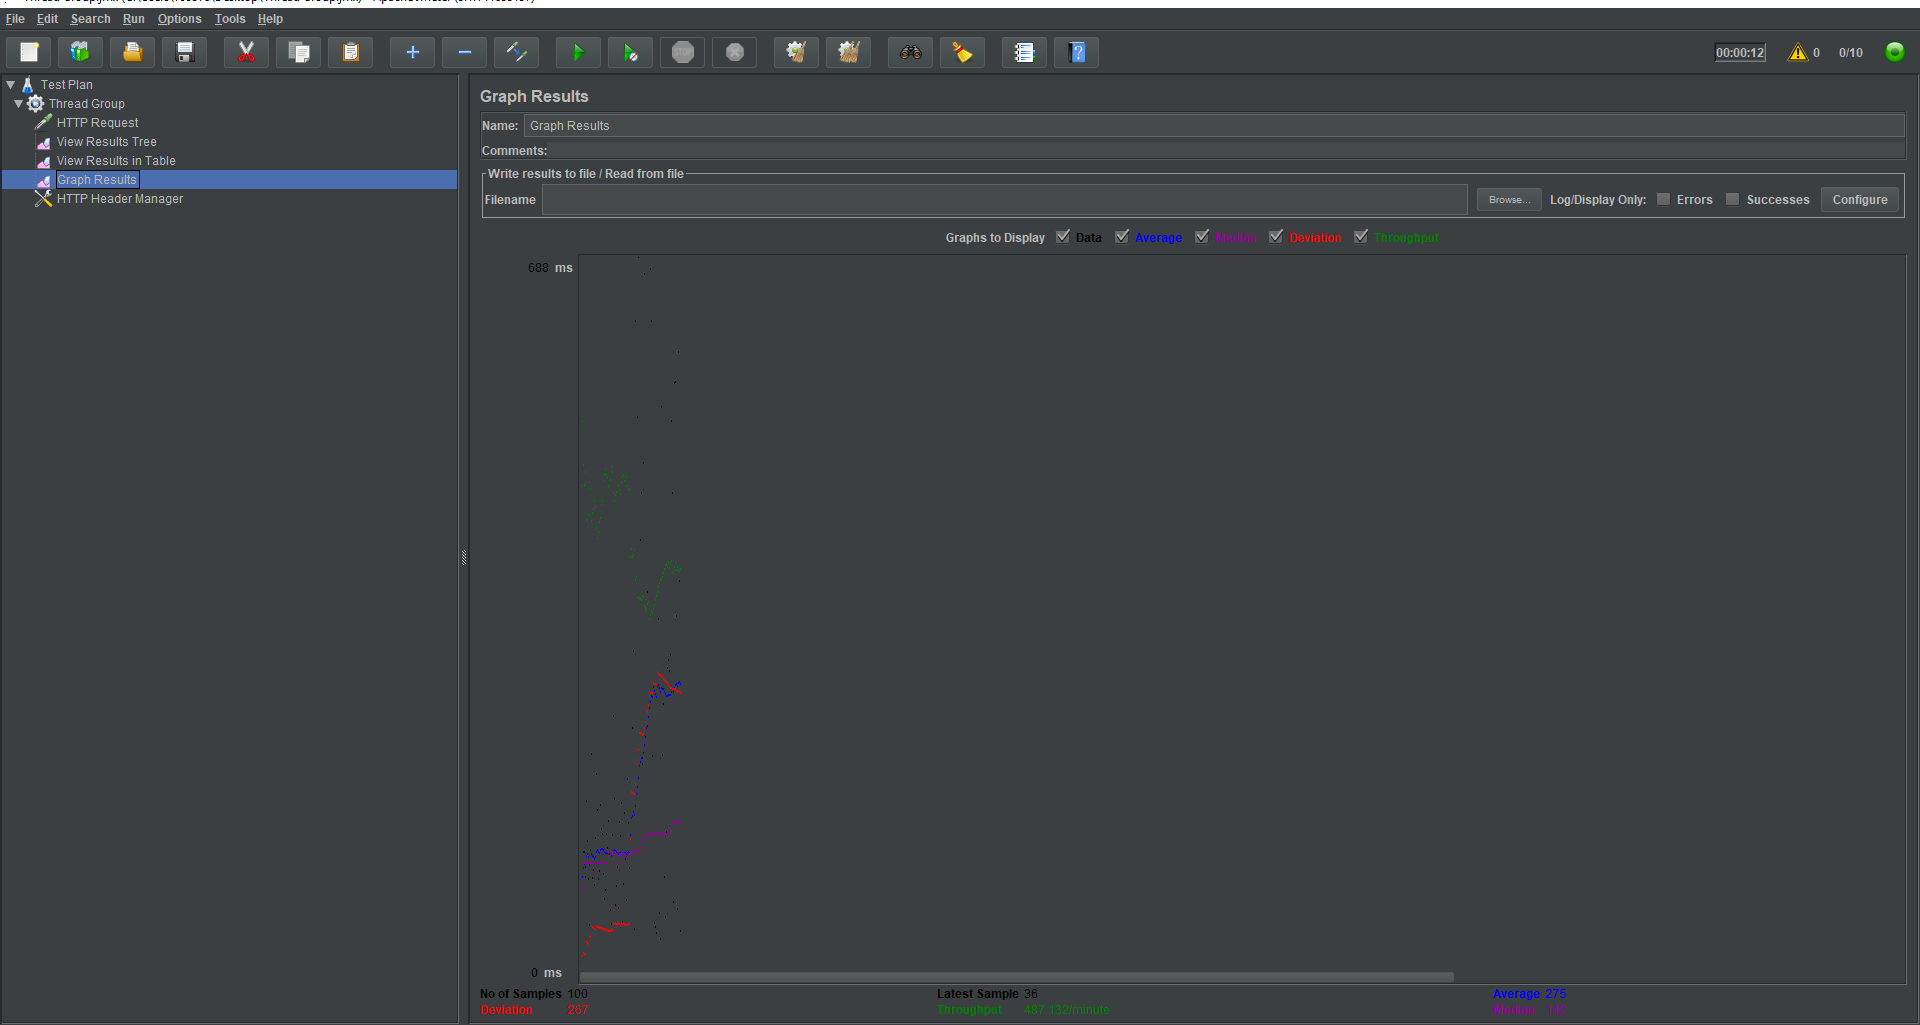 File Edit Search Run Options Tools Help
STOP
00:00:12 0 0/10
Test Plan
Thread Group
HTTP Request
View Results Tree
View Results in Table
Graph Results
HTTP Header Manager
Graph Results
Name: Graph Results
Comments:
Write results to file / Read from file
Filename Browse... Log/Display Only: Errors Successes Configure
Graphs to Display Data Average Median Deviation Throughput
688 ms
0 ms
No of Samples 100 Latest Sample 36 Average 275
Deviation 267 Throughput 487.132/minute Median